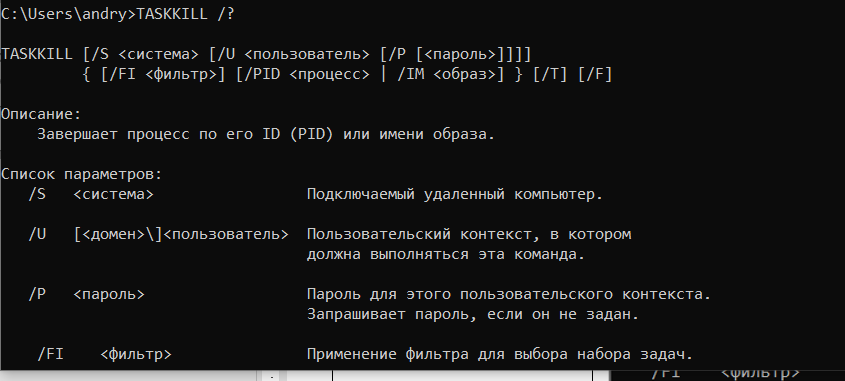 C:\Users\andry>TASKKILL /?
TASKKILL [/S <система> [/U <пользователь> [/P [<пароль>]]]]
{ [/FI <фильтр>] [/PID <процесс> | /IM <образ>] } [/T] [/F]
Описание:
Завершает процесс по его ID (PID) или имени образа.
Список параметров:
/S <система> Подключаемый удаленный компьютер.
/U [<домен>\]<пользователь> Пользовательский контекст, в котором
должна выполняться эта команда.
/P <пароль> Пароль для этого пользовательского контекста.
Запрашивает пароль, если он не задан.
/FI <фильтр> Применение фильтра для выбора набора задач.
/FI <фильтр>